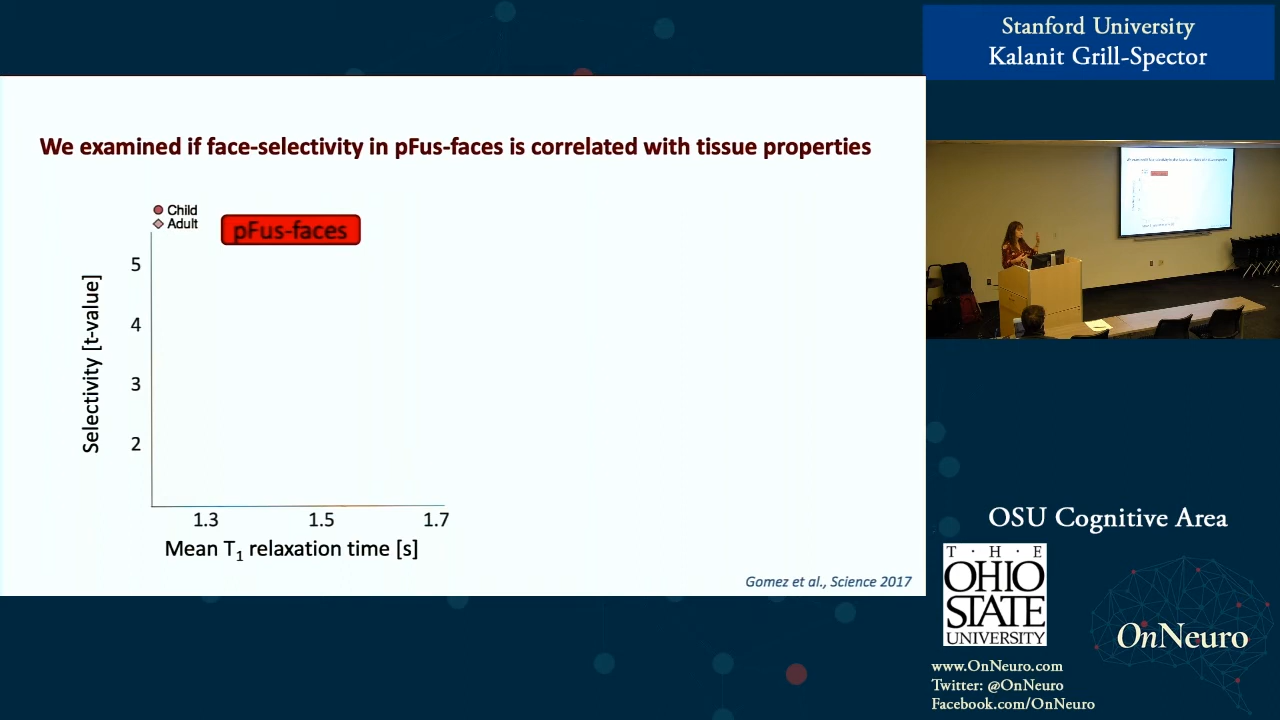 Stanford University
Kalanit Grill-Spector
We examined if face-selectivity in pFus-faces is correlated with tissue properties
Child
Adult
pFus-faces
5
4
3
2
Selectivity [t-value]
1.3 1.5 1.7
Mean T1 relaxation time [s]
Gomez et al., Science 2017
OSU Cognitive Area
T · H · E
OHIO
STATE
UNIVERSITY
OnNeuro
www.OnNeuro.com
Twitter: @OnNeuro
Facebook.com/OnNeuro